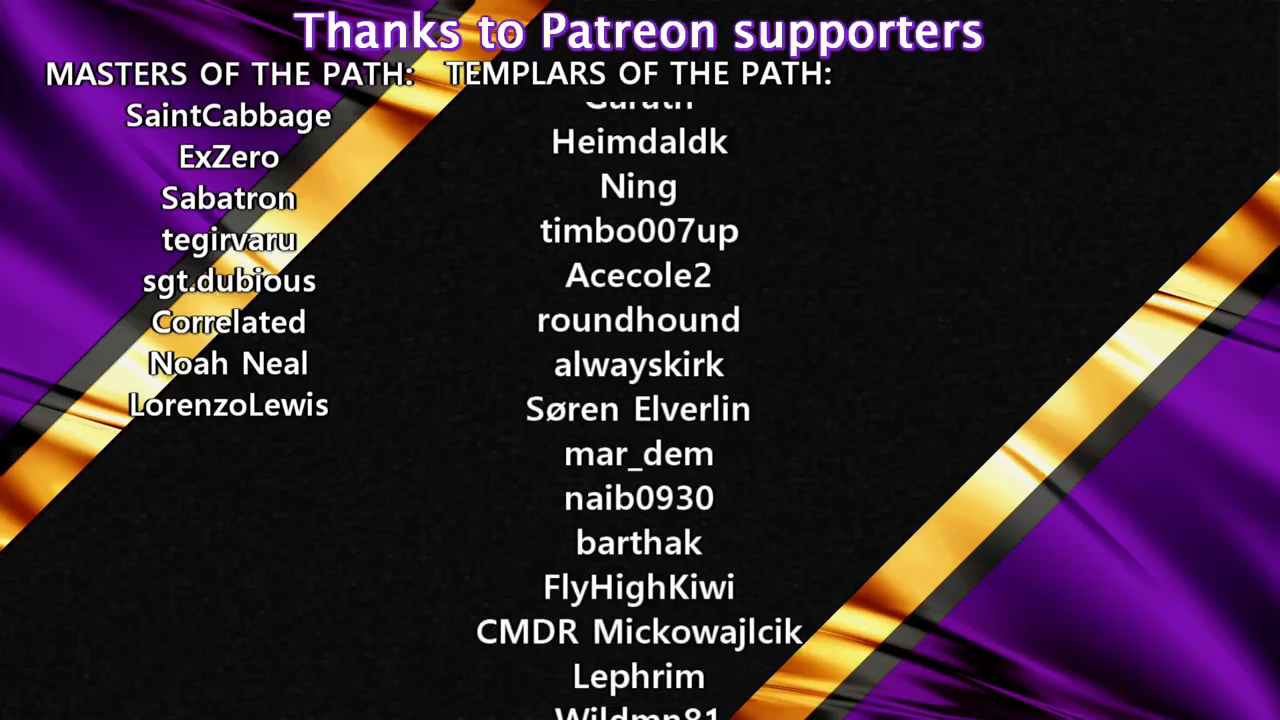 Thanks to Patreon supporters
MASTERS OF THE PATH:
SaintCabbage
ExZero
Sabatron
tegirvaru
sgt.dubious
Correlated
Noah Neal
LorenzoLewis
TEMPLARS OF THE PATH:
Heimdaldk
Ning
timbo007up
Acecole2
roundhound
alwayskirk
Søren Elverlin
mar_dem
naib0930
barthak
FlyHighKiwi
CMDR Mickowajlcik
Lephrim
Wildmn81